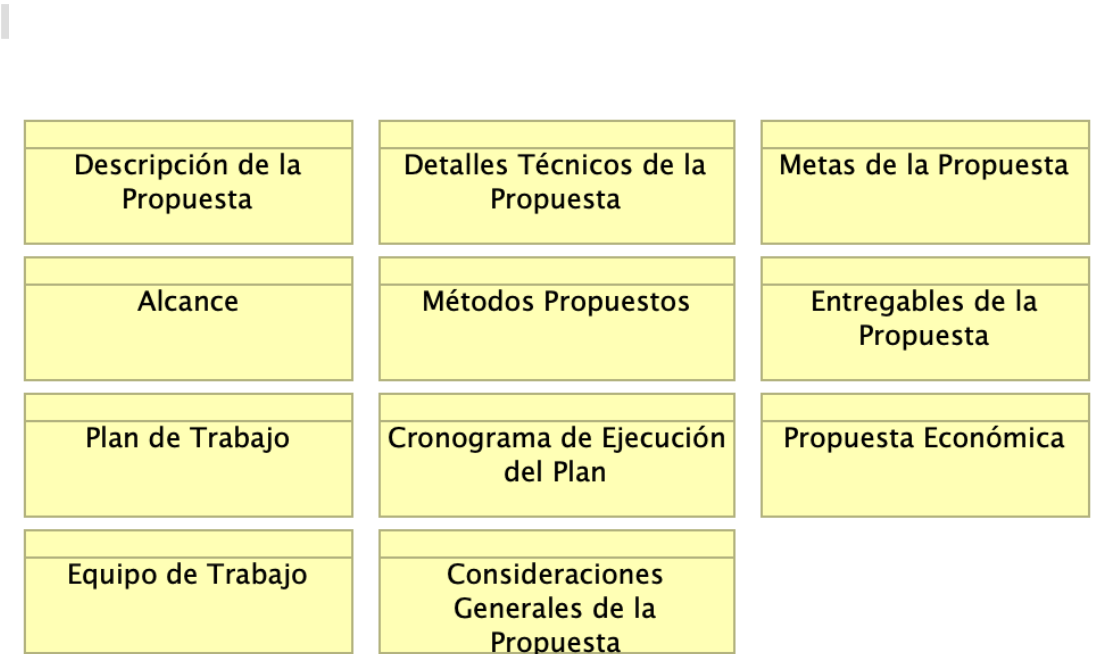 Descripción de la
Propuesta
Detalles Técnicos de la
Propuesta
Metas de la Propuesta
Alcance
Métodos Propuestos
Entregables de la
Propuesta
Plan de Trabajo
Cronograma de Ejecución
del Plan
Propuesta Económica
Equipo de Trabajo
Consideraciones
Generales de la
Propuesta